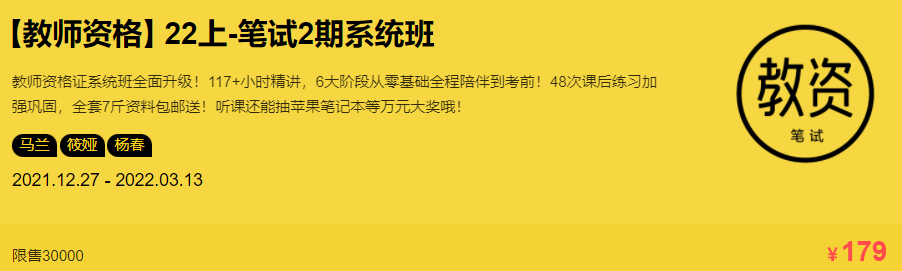 【教师资格】22上-笔试2期系统班
教师资格证系统班全面升级！117+小时精讲，6大阶段从零基础全程陪伴到考前！48次课后练习加
强巩固，全套7斤资料包邮送！听课还能抽苹果笔记本等万元大奖哦！
教资
笔试
马兰 筱娅 杨春
2021.12.27 - 2022.03.13
限售30000
¥179